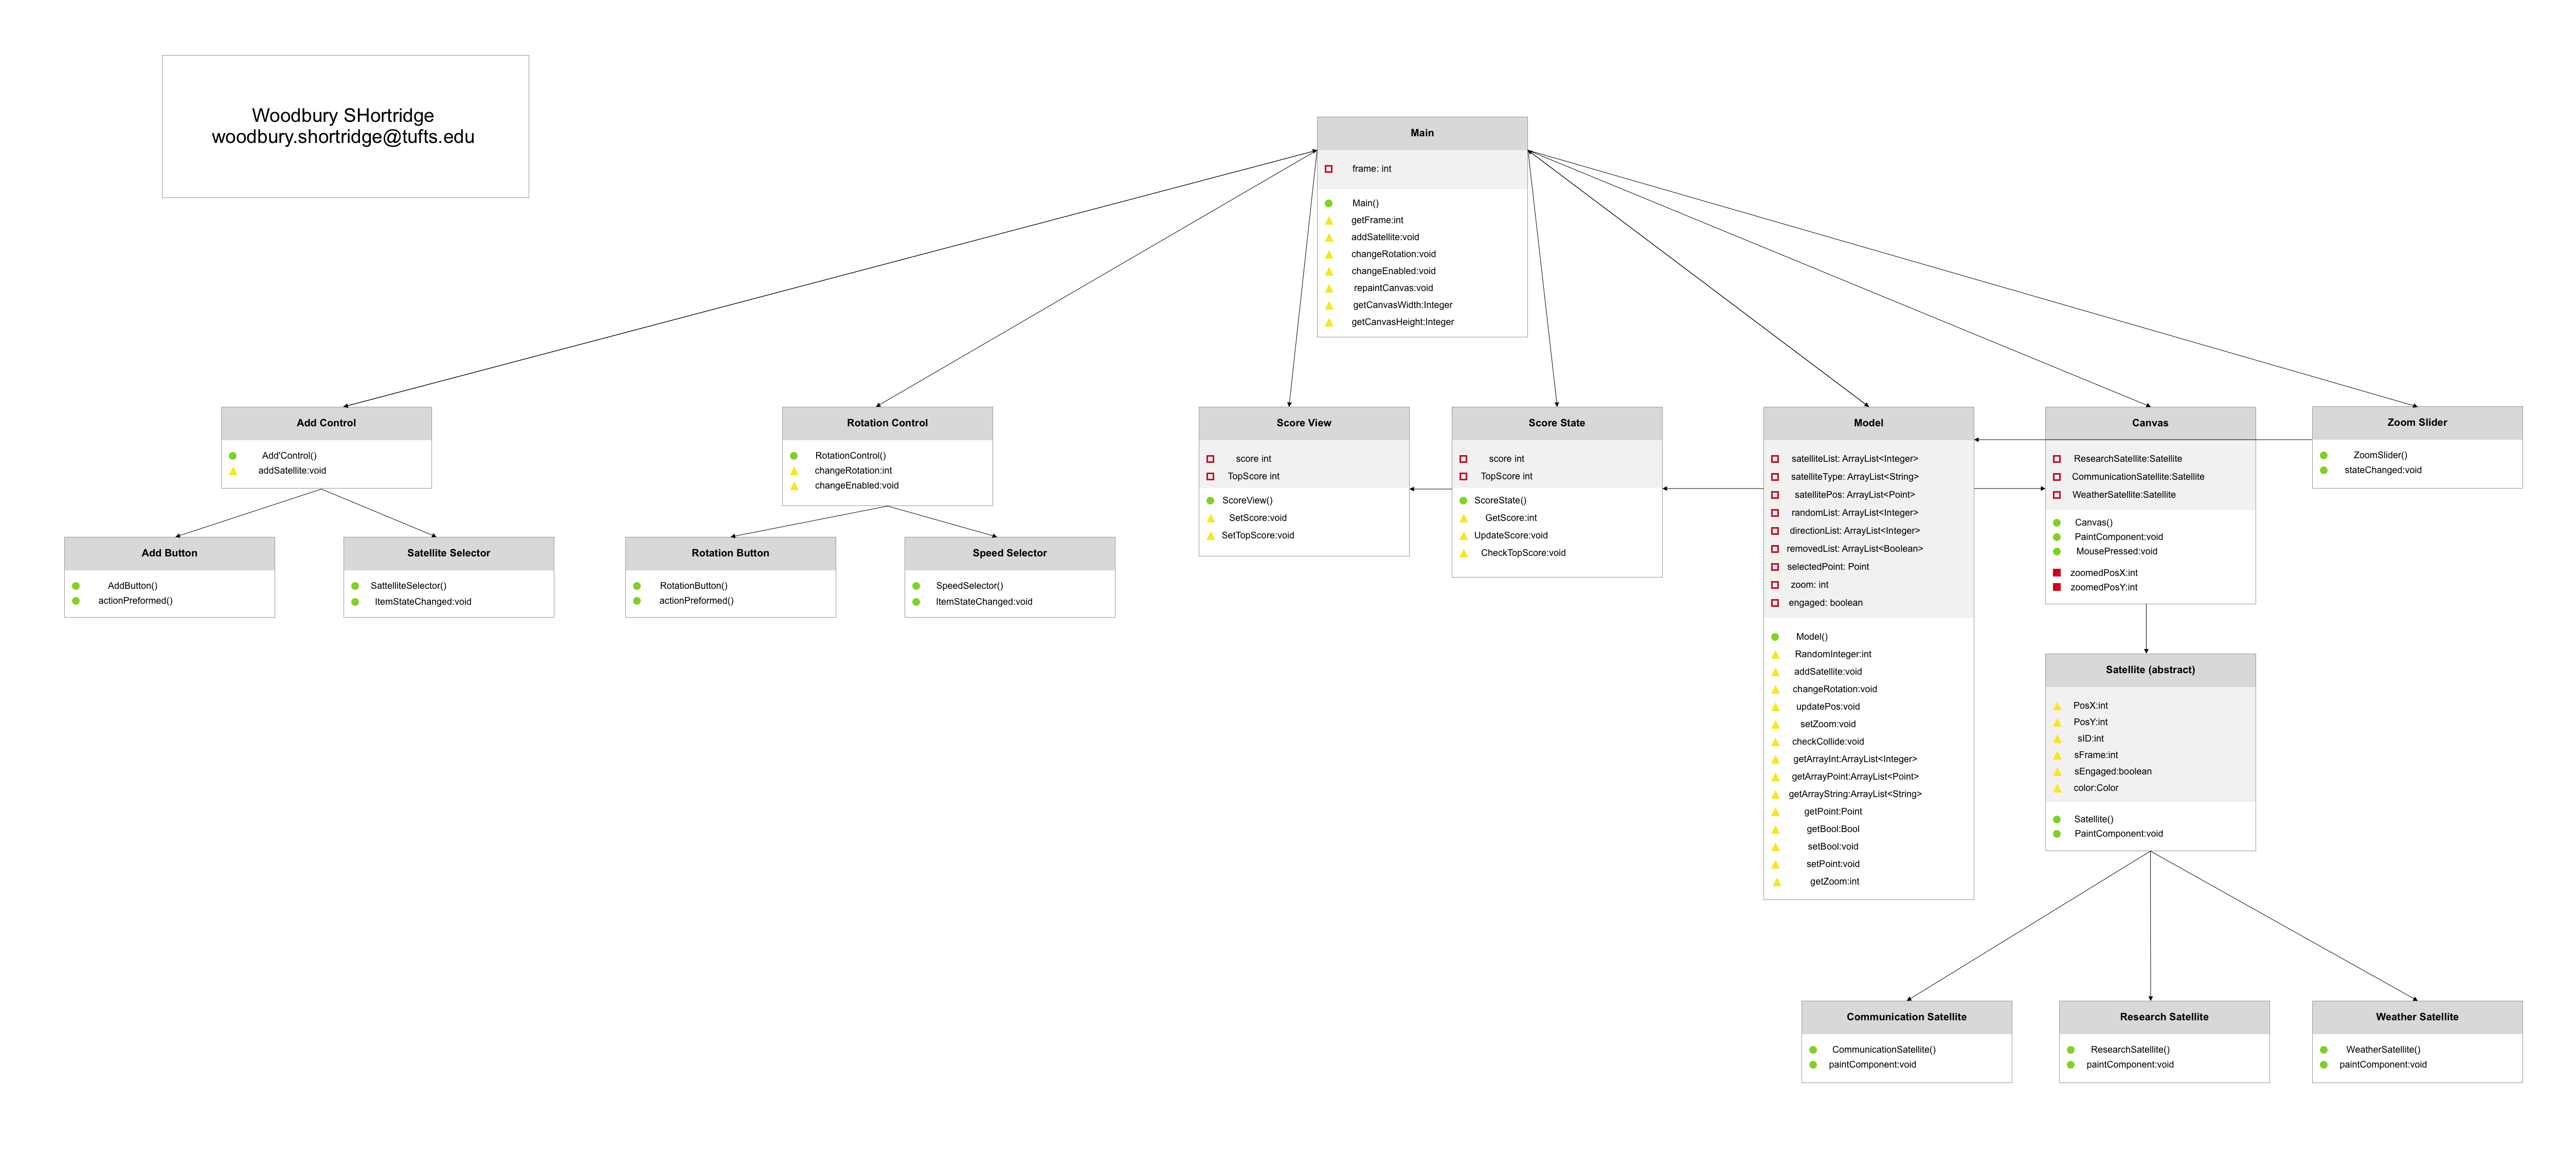 Woodbury SHortridge
woodbury.shortridge@tufts.edu
Main
frame: int
Main()
getFrame:int
addSatellite:void
changeRotation:void
changeEnabled:void
repaintCanvas:void
getCanvasWidth:Integer
getCanvasHeight:Integer
Add Control
Add'Control()
addSatellite:void
Rotation Control
RotationControl()
changeRotation:int
changeEnabled:void
Score View
score int
TopScore int
ScoreView()
SetScore:void
SetTopScore:void
Score State
score int
TopScore int
ScoreState()
GetScore:int
UpdateScore:void
CheckTopScore:void
Model
satelliteList: ArrayList<Integer>
satelliteType: ArrayList<String>
satellitePos: ArrayList<Point>
randomList: ArrayList<Integer>
directionList: ArrayList<Integer>
removedList: ArrayList<Boolean>
selectedPoint: Point
zoom: int
engaged: boolean
Model()
RandomInteger:int
addSatellite:void
changeRotation:void
updatePos:void
setZoom:void
checkCollide:void
getArrayInt:ArrayList<Integer>
getArrayPoint:ArrayList<Point>
getArrayString:ArrayList<String>
getPoint:Point
getBool:Bool
setBool:void
setPoint:void
getZoom:int
Canvas
ResearchSatellite:Satellite
CommunicationSatellite:Satellite
WeatherSatellite:Satellite
Canvas()
PaintComponent:void
MousePressed:void
zoomedPosX:int
zoomedPosY:int
Zoom Slider
ZoomSlider()
stateChanged:void
Add Button
AddButton()
actionPreformed()
Satellite Selector
SattelliteSelector()
ItemStateChanged:void
Rotation Button
RotationButton()
actionPreformed()
Speed Selector
SpeedSelector()
ItemStateChanged:void
Satellite (abstract)
PosX:int
PosY:int
sID:int
sFrame:int
sEngaged:boolean
color:Color
Satellite()
PaintComponent:void
Communication Satellite
CommunicationSatellite()
paintComponent:void
Research Satellite
ResearchSatellite()
paintComponent:void
Weather Satellite
WeatherSatellite()
paintComponent:void